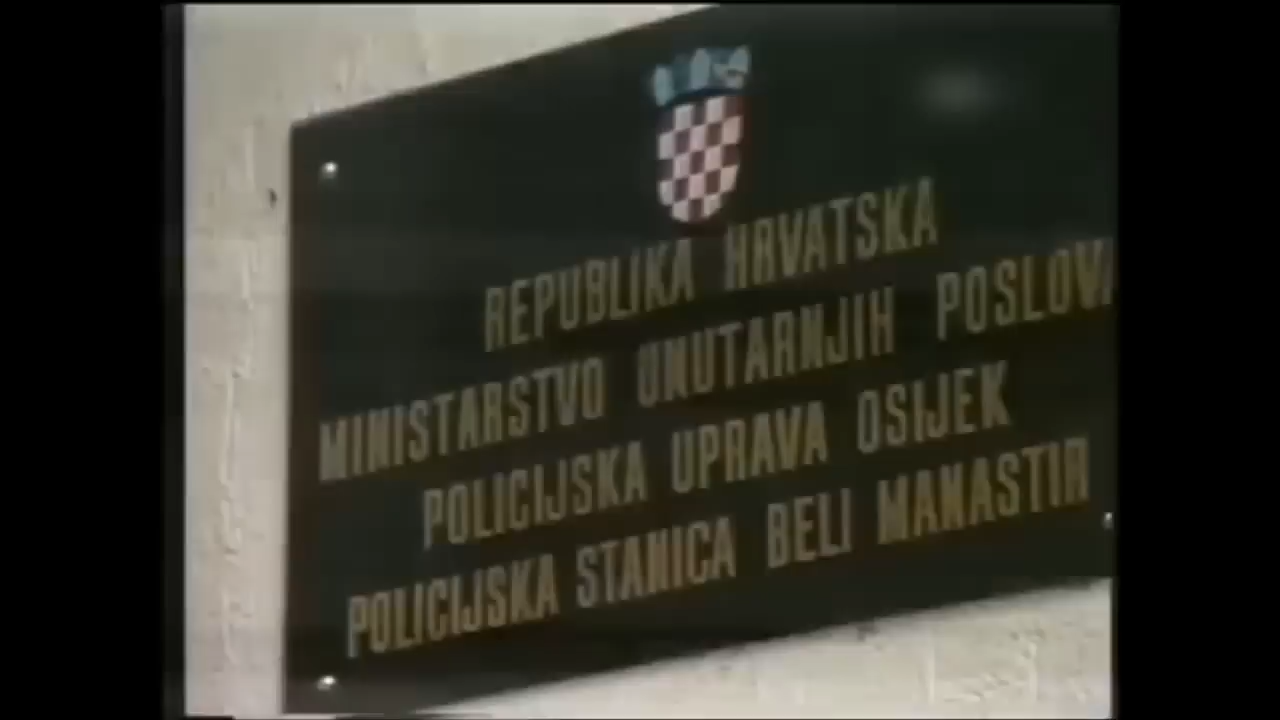 REPUBLIKA HRVATSKA
MINISTARSTVO UNUTARNJIH POSLOVA
POLICIJSKA UPRAVA OSIJEK
POLICIJSKA STANICA BELI MANASTIR